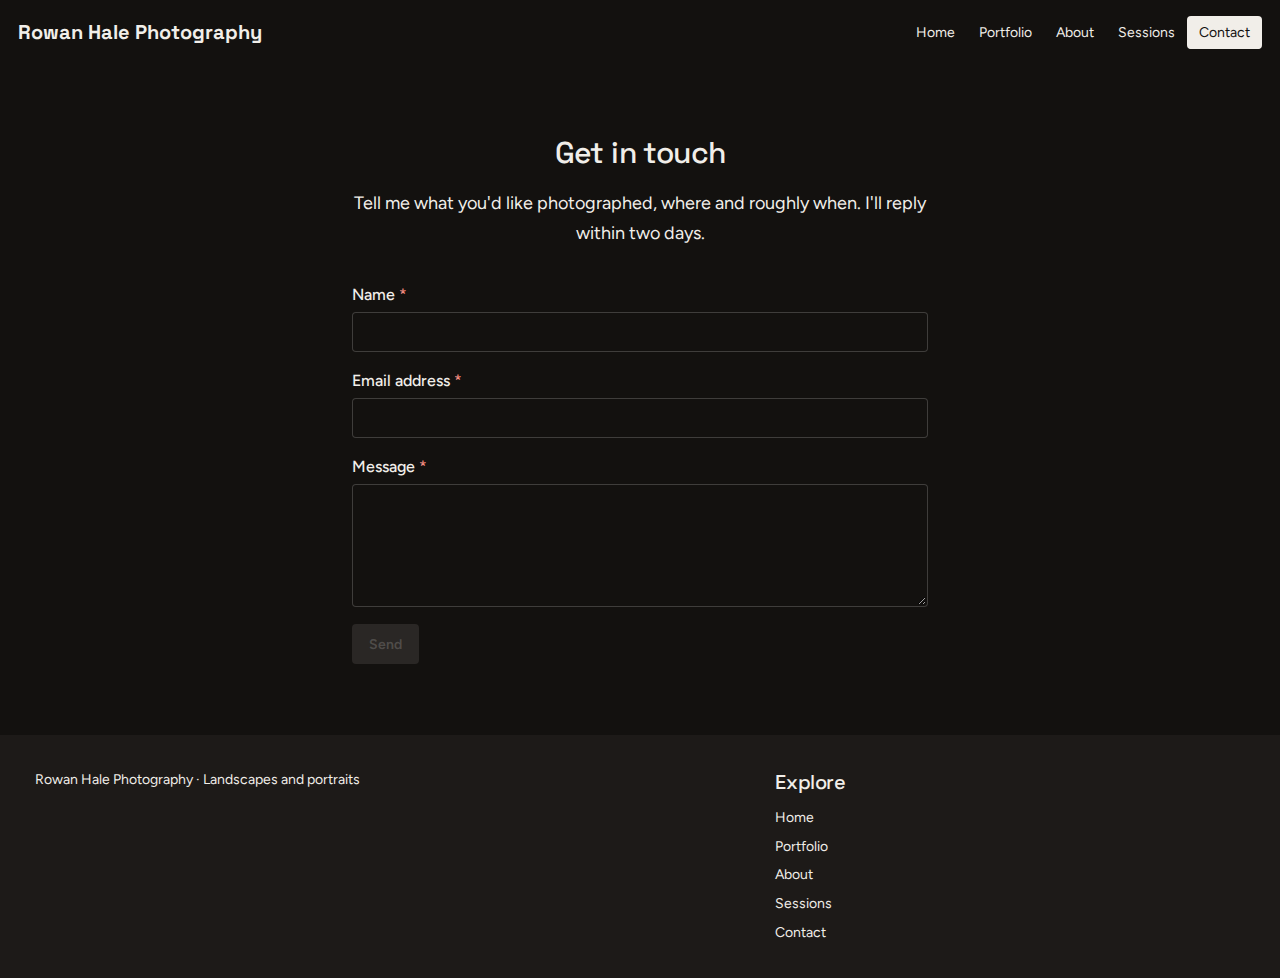 Rowan Hale Photography
Home
Portfolio
About
Sessions
Contact
Get in touch
Tell me what you'd like photographed, where and roughly when. I'll reply
within two days.
Name *
Email address *
Message *
Send
Rowan Hale Photography · Landscapes and portraits
Explore
Home
Portfolio
About
Sessions
Contact